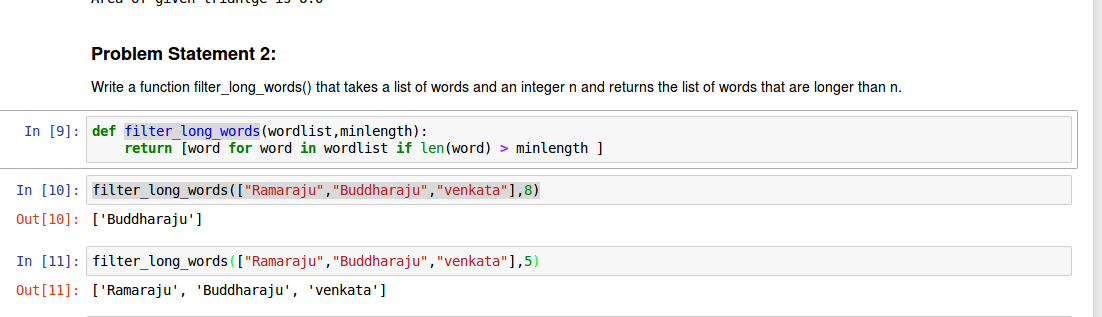 Area of given triantge is 6.0
Problem Statement 2:
Write a function filter_long_words() that takes a list of words and an integer n and returns the list of words that are longer than n.
In [9]: def filter_long_words(wordlist,minlength):
return [word for word in wordlist if len(word) > minlength ]
In [10]: filter_long_words(["Ramaraju","Buddharaju","venkata"],8)
Out[10]: ['Buddharaju']
In [11]: filter_long_words(["Ramaraju","Buddharaju","venkata"],5)
Out[11]: ['Ramaraju', 'Buddharaju', 'venkata']